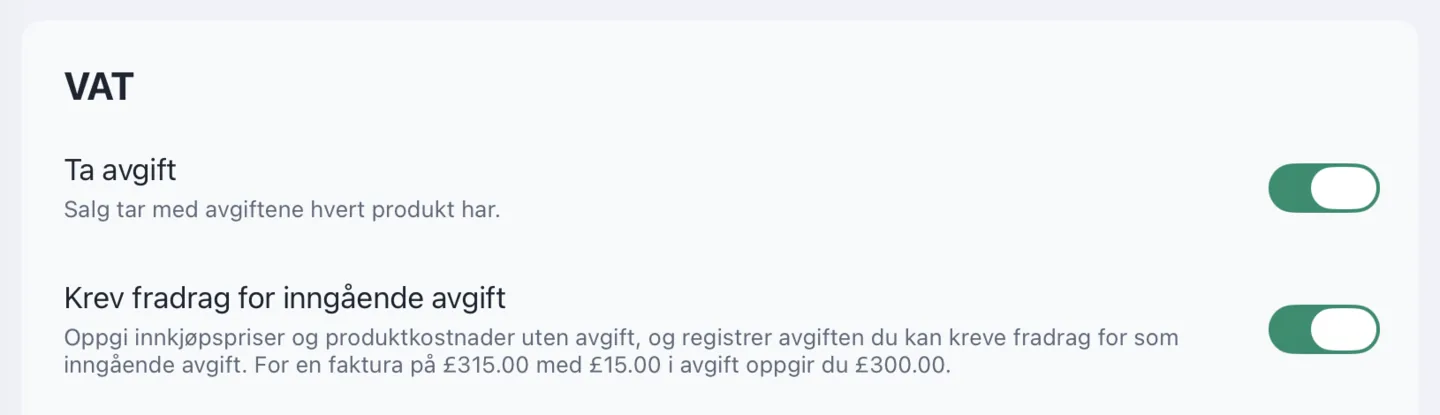 VAT
Ta avgift
Salg tar med avgiftene hvert produkt har.
Krev fradrag for inngående avgift
Oppgi innkjøpspriser og produktkostnader uten avgift, og registrer avgiften du kan kreve fradrag for som
inngående avgift. For en faktura på £315.00 med £15.00 i avgift oppgir du £300.00.